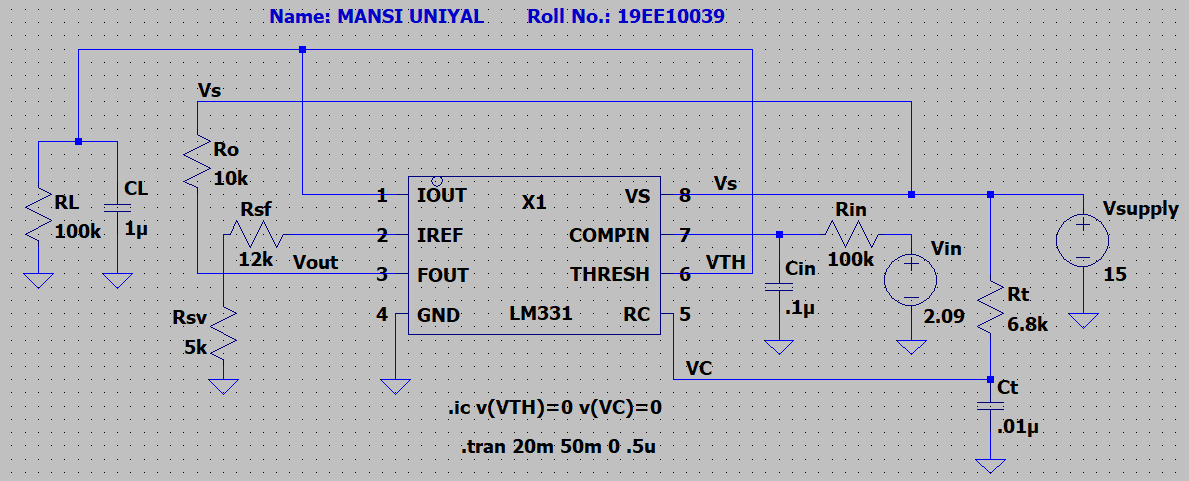 Name: MANSI UNIYAL Roll No.: 19EE10039
Vs
Ro
10k
RL
100k
CL
1µ
Rsf
12k
Vout
Rsv
5k
1 IOUT X1 VS 8 Vs
2 IREF COMPIN 7
3 FOUT THRESH 6 VTH
4 GND LM331 RC 5
VC
Rin
100k
Cin
.1µ
Vin
2.09
Vsupply
15
Rt
6.8k
Ct
.01µ
.ic v(VTH)=0 v(VC)=0
.tran 20m 50m 0 .5u